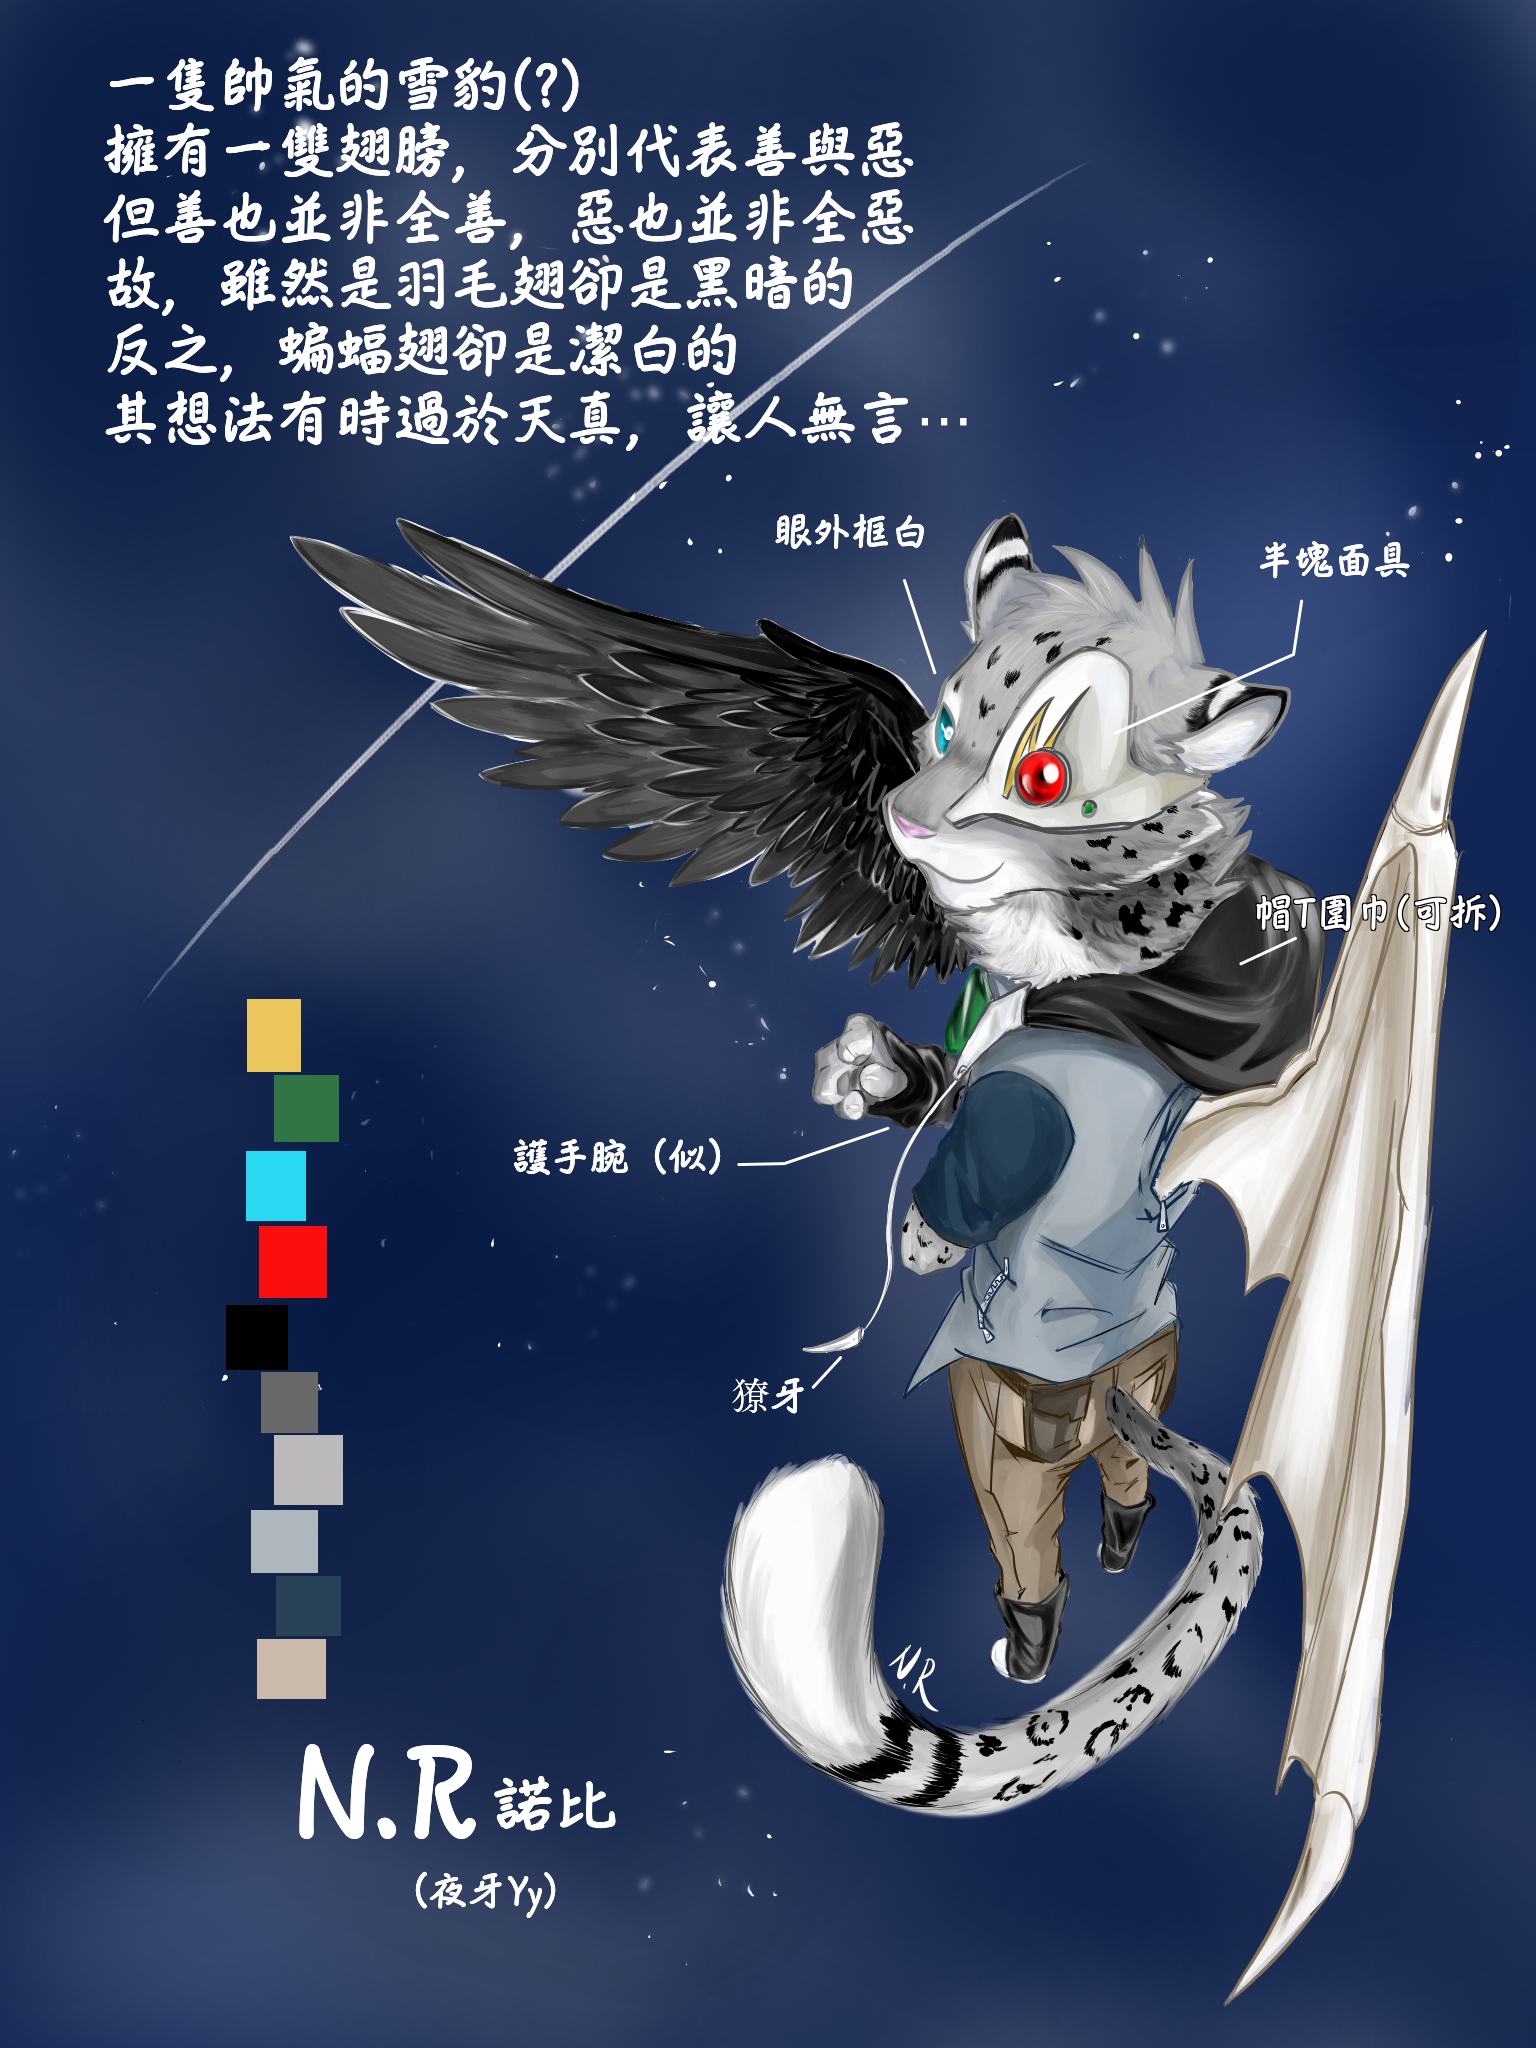 一隻帥氣的雪豹(?)
擁有一雙翅膀，分別代表善與惡
但善也並非全善，惡也並非全惡
故，雖然是羽毛翅卻是黑暗的
反之，蝙蝠翅卻是潔白的
其想法有時過於天真，讓人無言…
眼外框白
半塊面具
帽T圍巾(可拆)
護手腕（似）
獠牙
N.R
N.R 諾比
(夜牙Yy)